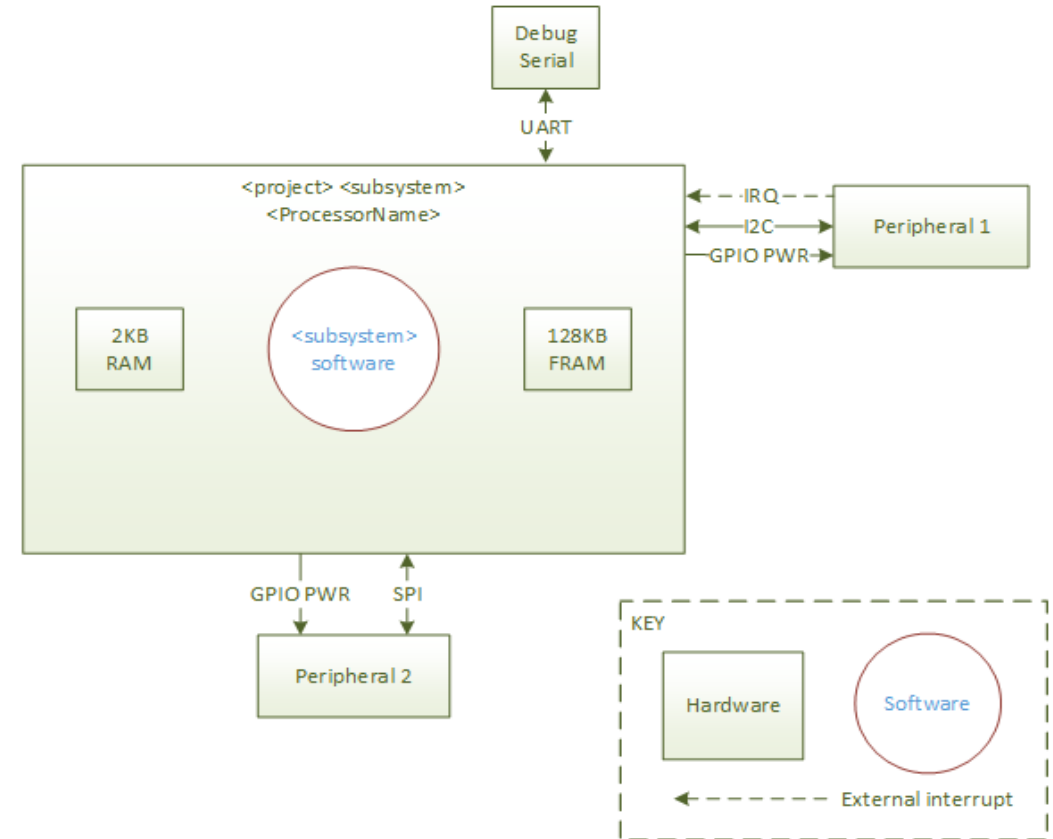 Debug
Serial
UART
<project> <subsystem>
<ProcessorName>
IRQ
I2C
GPIO PWR
Peripheral 1
2KB
RAM
<subsystem>
software
128KB
FRAM
GPIO PWR
SPI
Peripheral 2
KEY
Hardware
Software
External interrupt